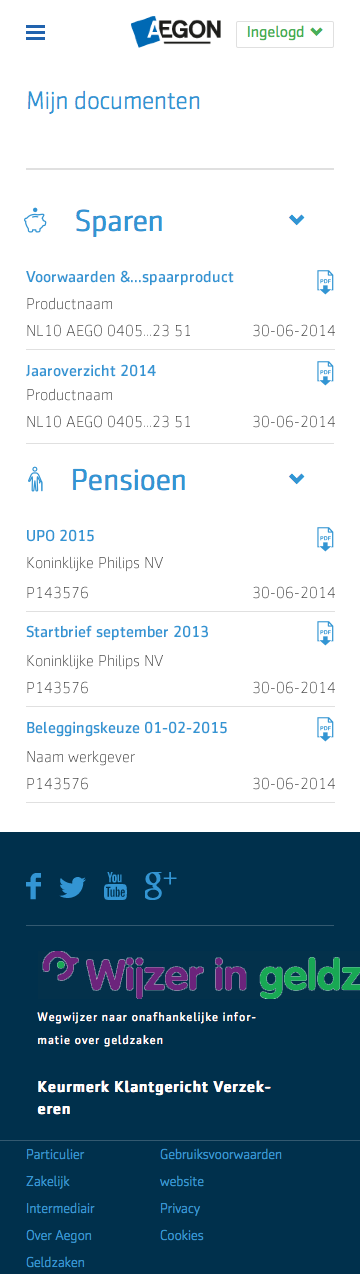 AEGON
Ingelogd
Mijn documenten
Sparen
Voorwaarden &...spaarproduct
PDF
Productnaam
NL10 AEGO 0405...23 51 30-06-2014
Jaaroverzicht 2014
PDF
Productnaam
NL10 AEGO 0405...23 51 30-06-2014
Pensioen
UPO 2015
PDF
Koninklijke Philips NV
P143576 30-06-2014
Startbrief september 2013
PDF
Koninklijke Philips NV
P143576 30-06-2014
Beleggingskeuze 01-02-2015
PDF
Naam werkgever
P143576 30-06-2014
You
Tube
g+
Wijzer in geldz
Wegwijzer naar onafhankelijke infor-
matie over geldzaken
Keurmerk Klantgericht Verzek-
eren
Particulier
Zakelijk
Intermediair
Over Aegon
Geldzaken
Gebruiksvoorwaarden
website
Privacy
Cookies